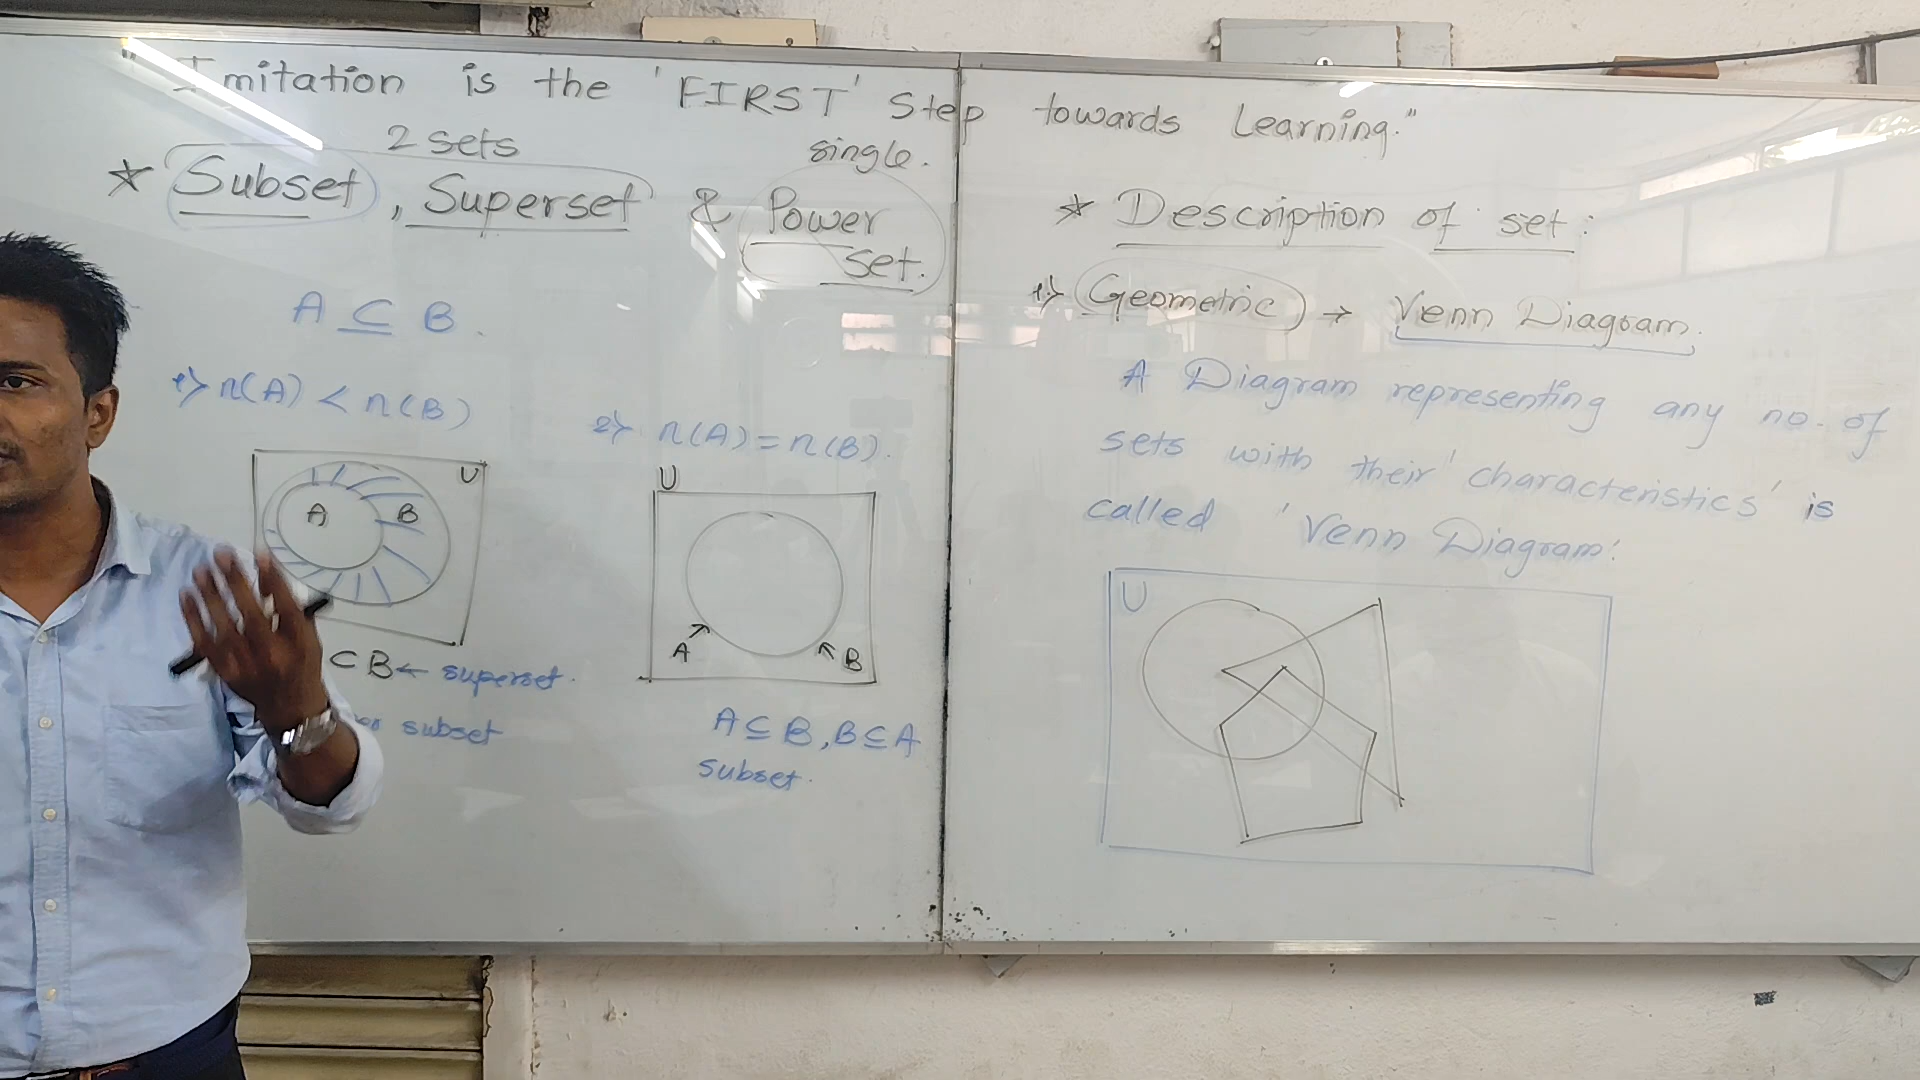 "Imitation is the 'FIRST' Step towards Learning."
2 sets single.
* Subset, Superset & Power
set.
A ⊆ B.
1> n(A) < n(B)
U
A B
⊂ B ← superset.
subset
2> n(A) = n(B).
U
A B
A ⊆ B, B ⊆ A
subset.
* Description of set:
1> Geometric → Venn Diagram.
A Diagram representing any no. of
sets with their 'characteristics' is
called 'Venn Diagram'.
U